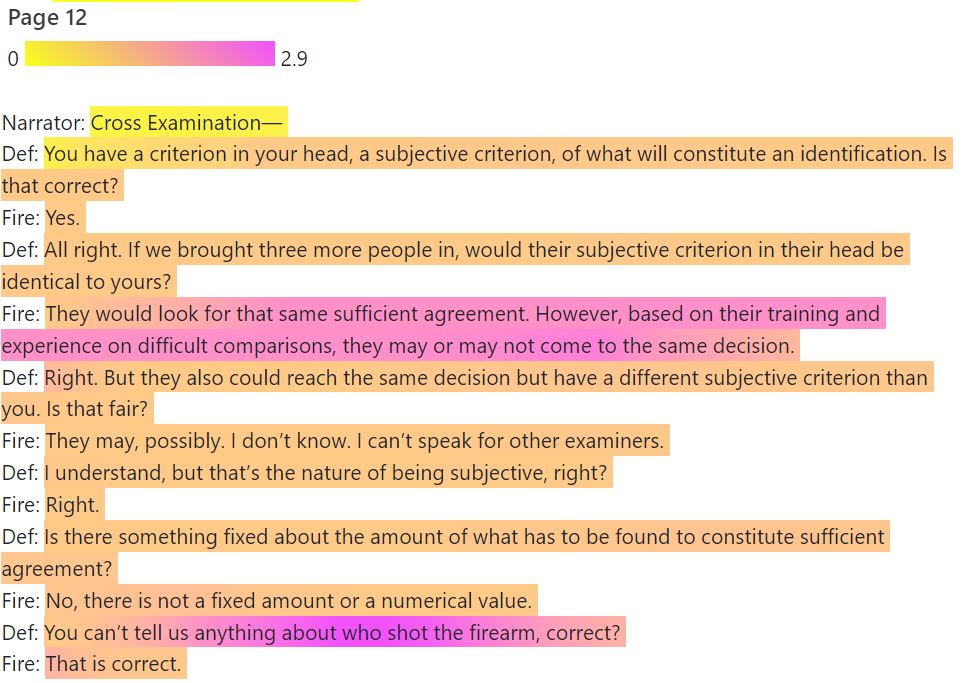 Page 12
0 2.9
Narrator: Cross Examination—
Def: You have a criterion in your head, a subjective criterion, of what will constitute an identification. Is
that correct?
Fire: Yes.
Def: All right. If we brought three more people in, would their subjective criterion in their head be
identical to yours?
Fire: They would look for that same sufficient agreement. However, based on their training and
experience on difficult comparisons, they may or may not come to the same decision.
Def: Right. But they also could reach the same decision but have a different subjective criterion than
you. Is that fair?
Fire: They may, possibly. I don’t know. I can’t speak for other examiners.
Def: I understand, but that’s the nature of being subjective, right?
Fire: Right.
Def: Is there something fixed about the amount of what has to be found to constitute sufficient
agreement?
Fire: No, there is not a fixed amount or a numerical value.
Def: You can’t tell us anything about who shot the firearm, correct?
Fire: That is correct.